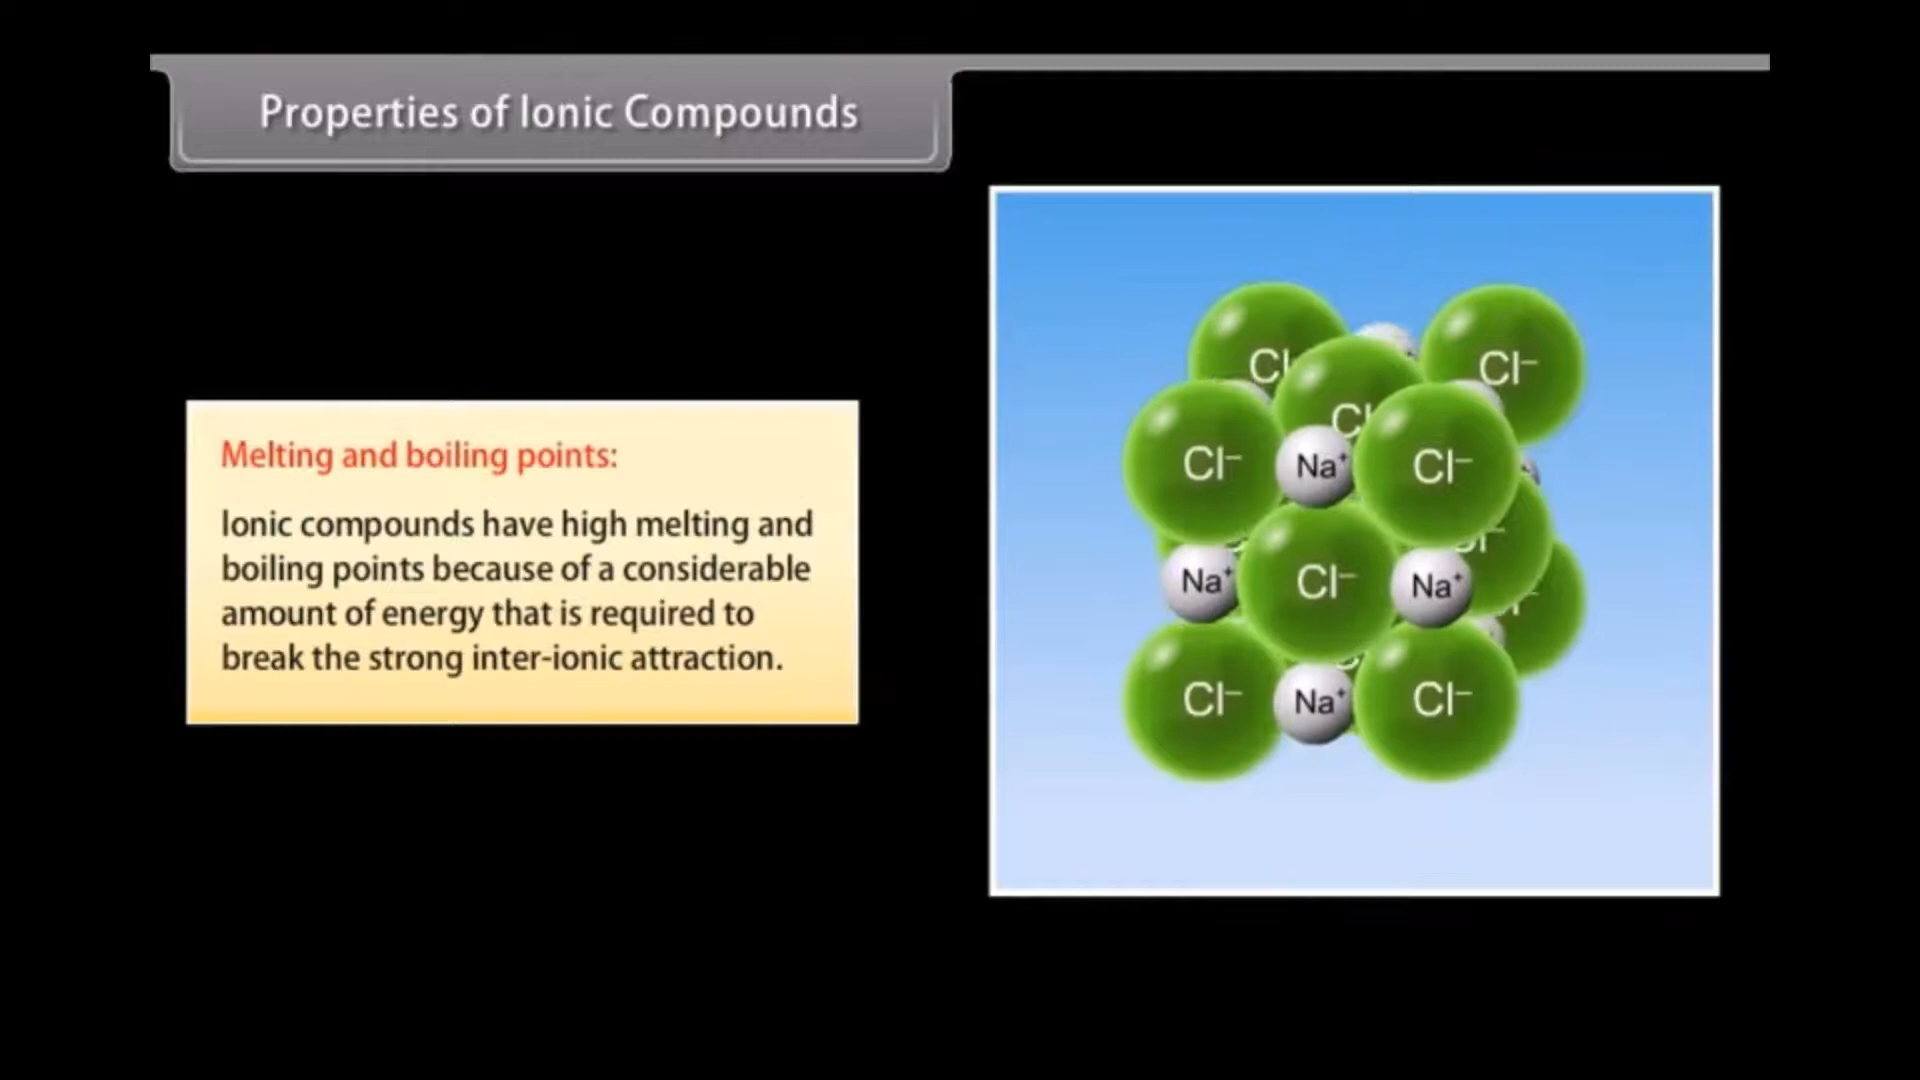 Properties of Ionic Compounds
Melting and boiling points:
Ionic compounds have high melting and
boiling points because of a considerable
amount of energy that is required to
break the strong inter-ionic attraction.
Cl Cl⁻
Cl
Cl⁻ Na⁺ Cl⁻
Na⁺ Cl⁻ Na⁺
Cl⁻ Na⁺ Cl⁻